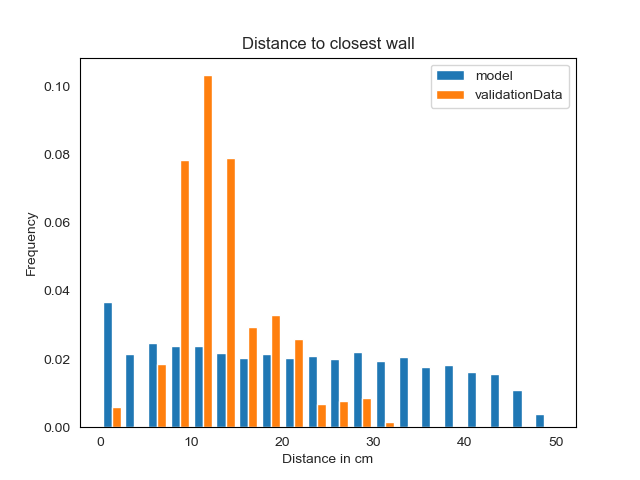 Distance to closest wall
model
validationData
0.10
0.08
0.06
0.04
0.02
0.00
Frequency
0 10 20 30 40 50
Distance in cm